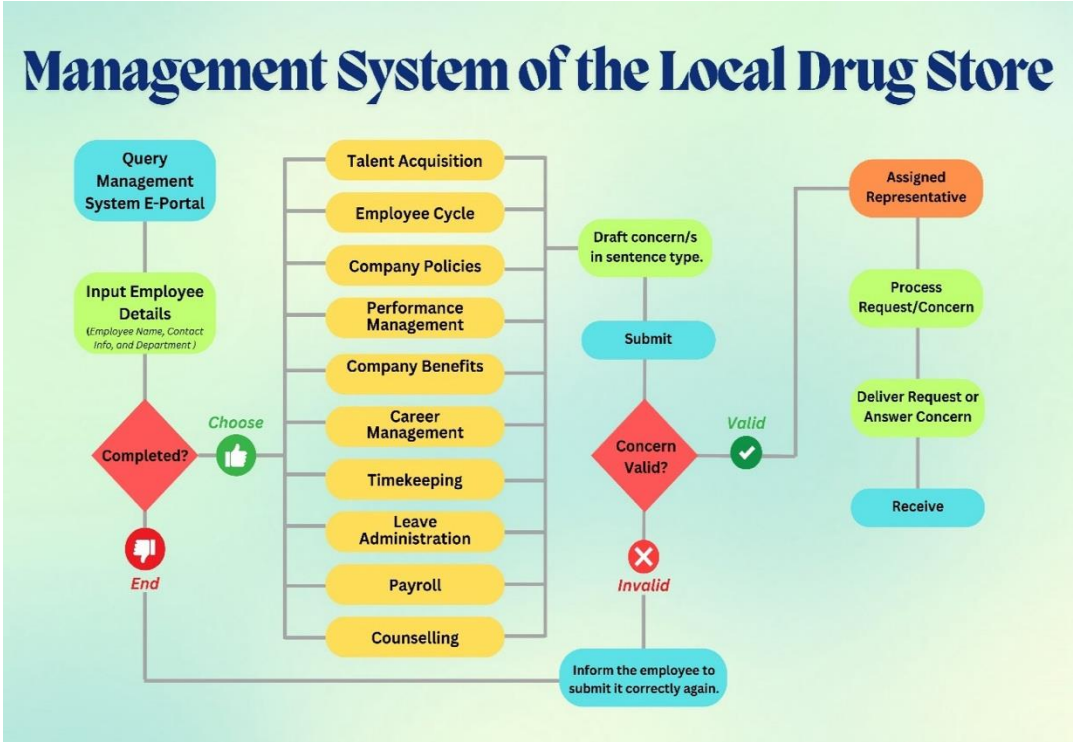 Management System of the Local Drug Store
Query
Management
System E-Portal
Input Employee
Details
(Employee Name, Contact
Info, and Department )
Completed?
Choose
End
Talent Acquisition
Employee Cycle
Company Policies
Performance
Management
Company Benefits
Career
Management
Timekeeping
Leave
Administration
Payroll
Counselling
Draft concern/s
in sentence type.
Submit
Concern
Valid?
Valid
Invalid
Inform the employee to
submit it correctly again.
Assigned
Representative
Process
Request/Concern
Deliver Request or
Answer Concern
Receive